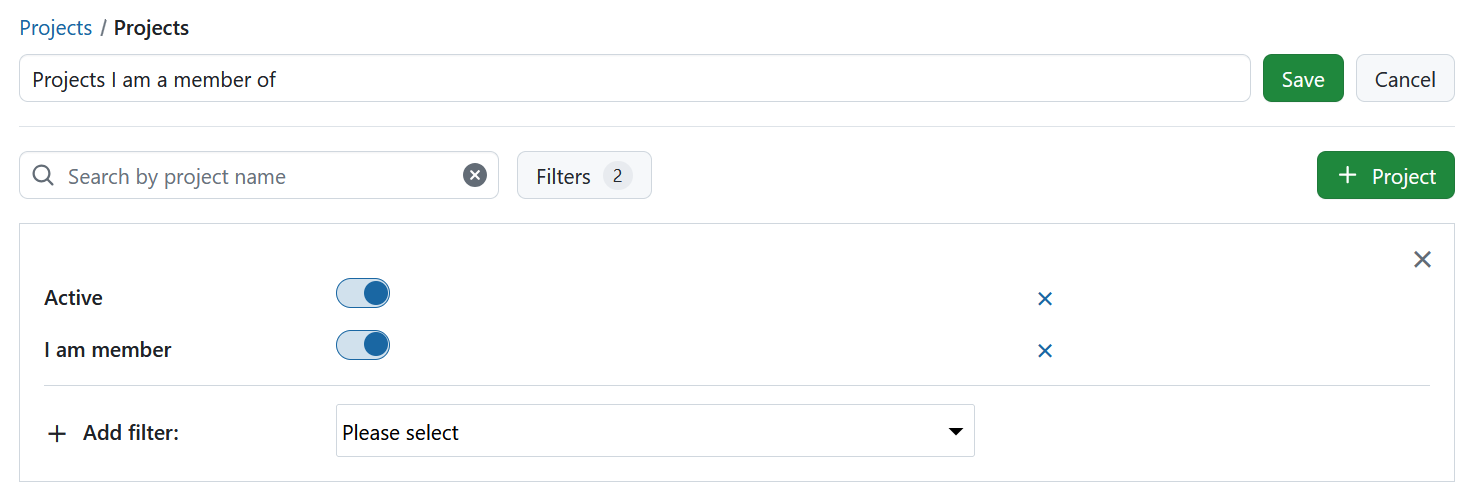 Projects / Projects
Projects I am a member of
Save
Cancel
Search by project name
Filters 2
+ Project
Active
I am member
+ Add filter:
Please select